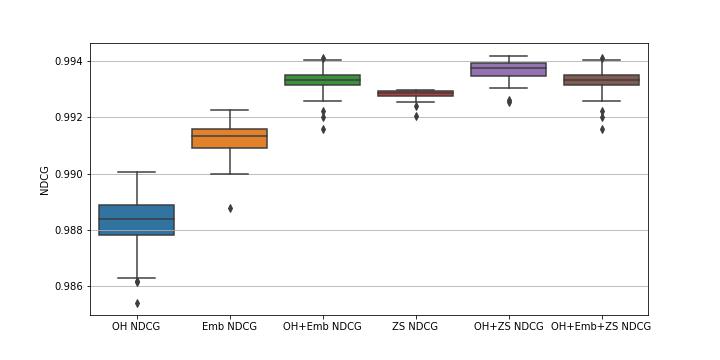 NDCG
0.994
0.992
0.990
0.988
0.986
OH NDCG
Emb NDCG
OH+Emb NDCG
ZS NDCG
OH+ZS NDCG
OH+Emb+ZS NDCG